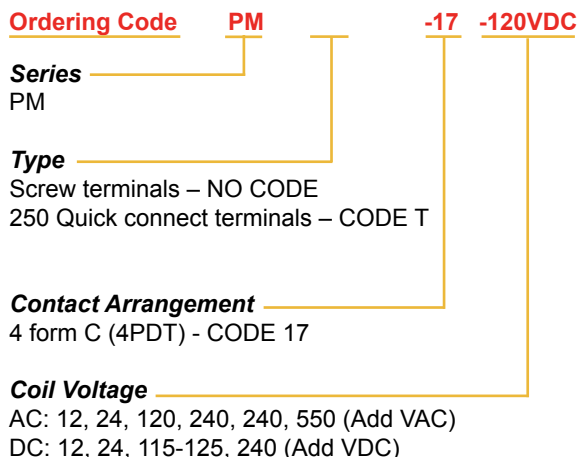 Ordering Code PM -17 -120VDC
Series
PM
Type
Screw terminals – NO CODE
250 Quick connect terminals – CODE T
Contact Arrangement
4 form C (4PDT) - CODE 17
Coil Voltage
AC: 12, 24, 120, 240, 240, 550 (Add VAC)
DC: 12, 24, 115-125, 240 (Add VDC)